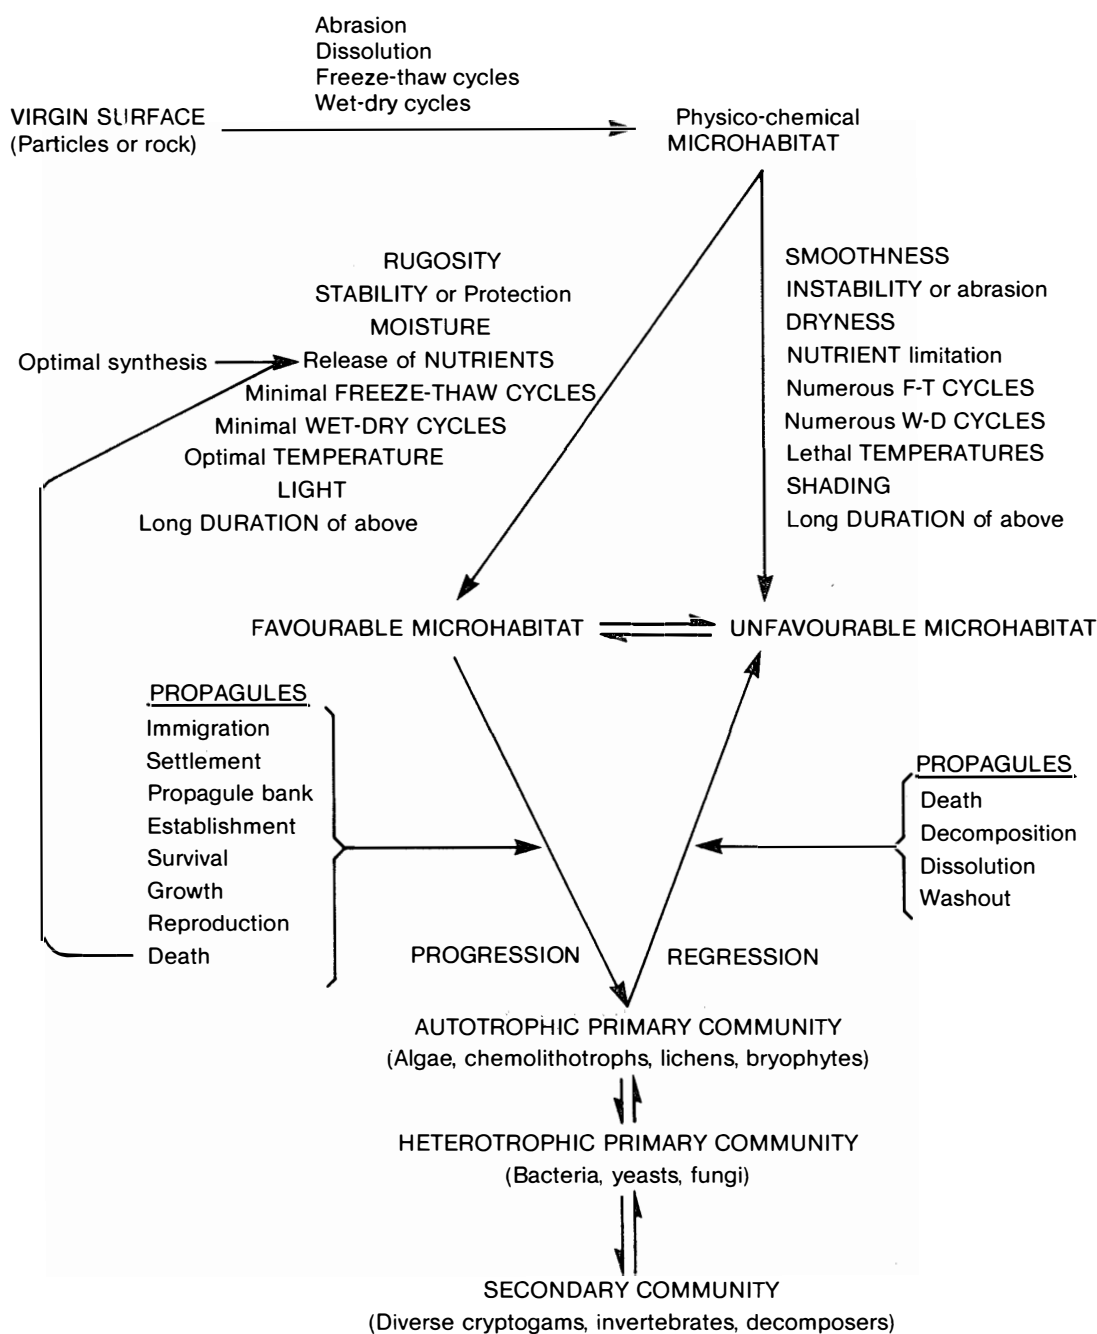 Abrasion
Dissolution
Freeze-thaw cycles
Wet-dry cycles
VIRGIN SURFACE
(Particles or rock)
Physico-chemical
MICROHABITAT
RUGOSITY
STABILITY or Protection
MOISTURE
Optimal synthesis
Release of NUTRIENTS
Minimal FREEZE-THAW CYCLES
Minimal WET-DRY CYCLES
Optimal TEMPERATURE
LIGHT
Long DURATION of above
SMOOTHNESS
INSTABILITY or abrasion
DRYNESS
NUTRIENT limitation
Numerous F-T CYCLES
Numerous W-D CYCLES
Lethal TEMPERATURES
SHADING
Long DURATION of above
FAVOURABLE MICROHABITAT
UNFAVOURABLE MICROHABITAT
PROPAGULES
Immigration
Settlement
Propagule bank
Establishment
Survival
Growth
Reproduction
Death
PROPAGULES
Death
Decomposition
Dissolution
Washout
PROGRESSION
REGRESSION
AUTOTROPHIC PRIMARY COMMUNITY
(Algae, chemolithotrophs, lichens, bryophytes)
HETEROTROPHIC PRIMARY COMMUNITY
(Bacteria, yeasts, fungi)
SECONDARY COMMUNITY
(Diverse cryptogams, invertebrates, decomposers)